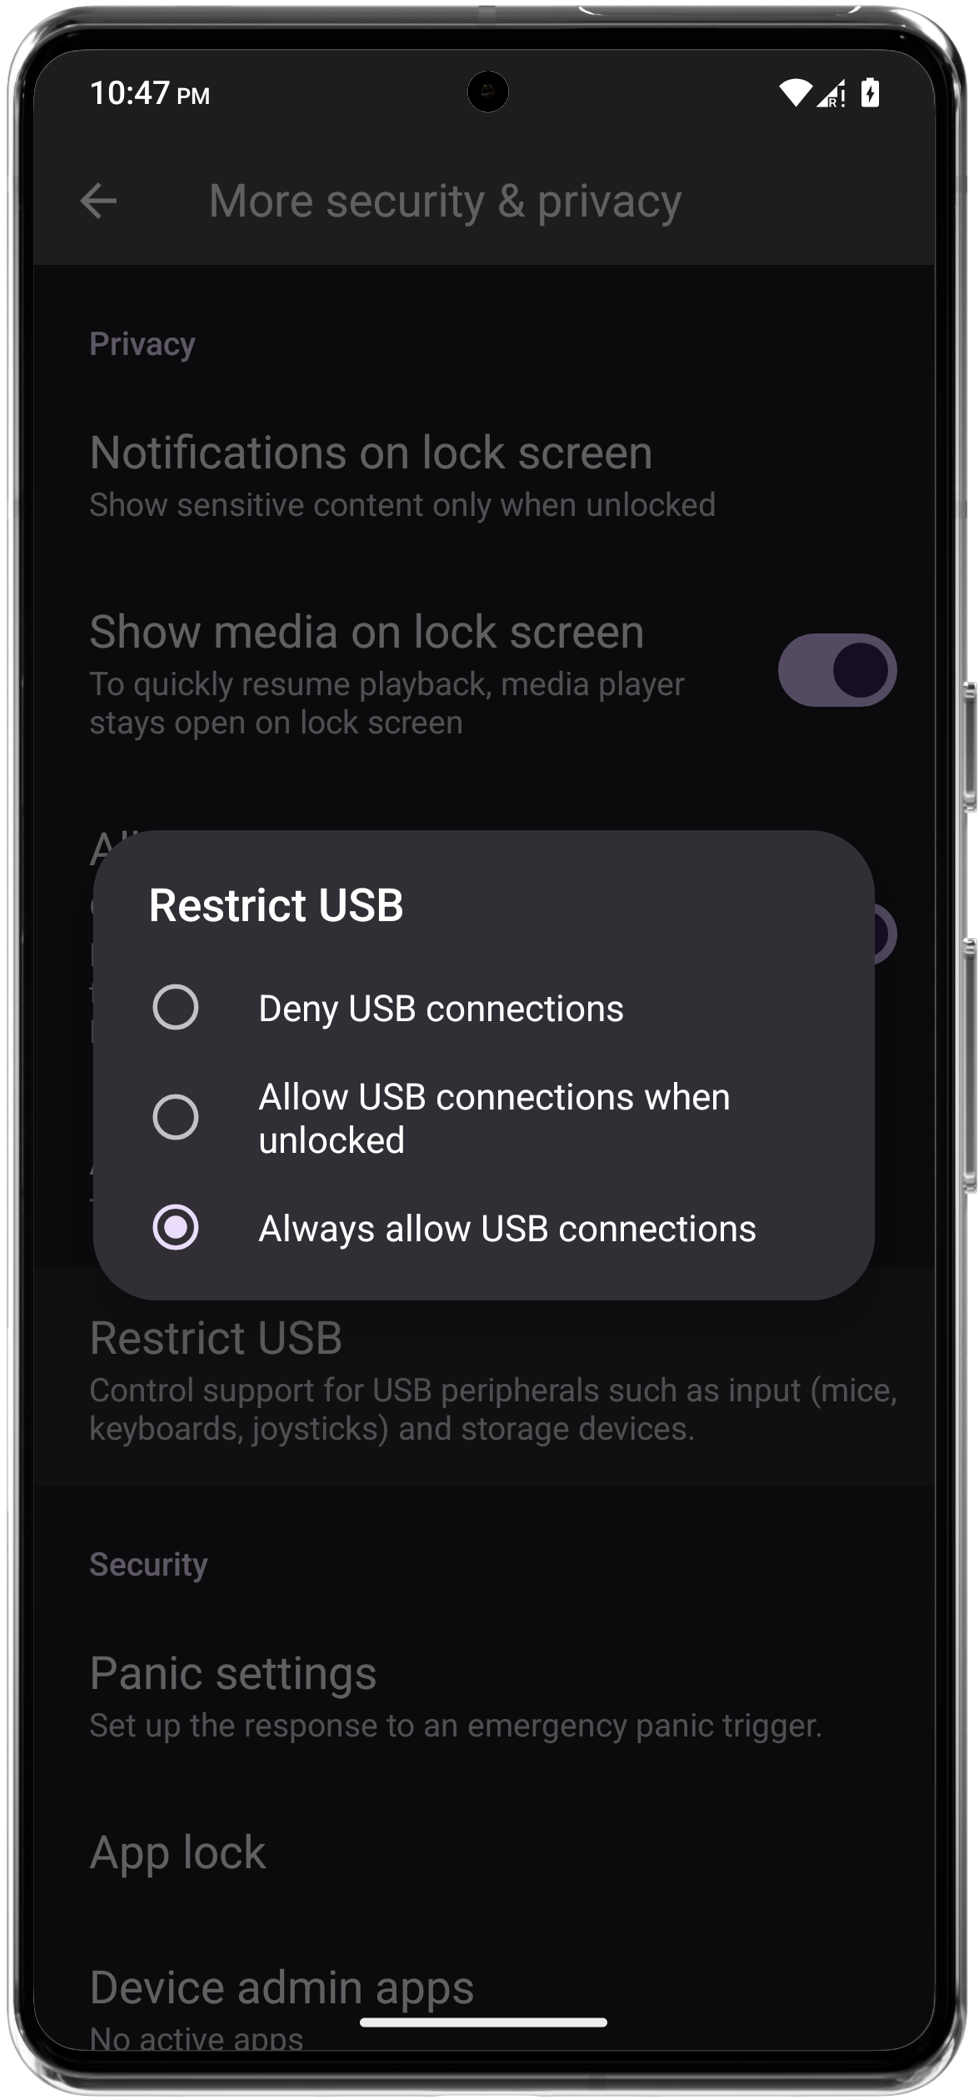 10:47 PM
R
More security & privacy
Privacy
Notifications on lock screen
Show sensitive content only when unlocked
Show media on lock screen
To quickly resume playback, media player
stays open on lock screen
Restrict USB
Deny USB connections
Allow USB connections when
unlocked
Always allow USB connections
Restrict USB
Control support for USB peripherals such as input (mice,
keyboards, joysticks) and storage devices.
Security
Panic settings
Set up the response to an emergency panic trigger.
App lock
Device admin apps
No active apps